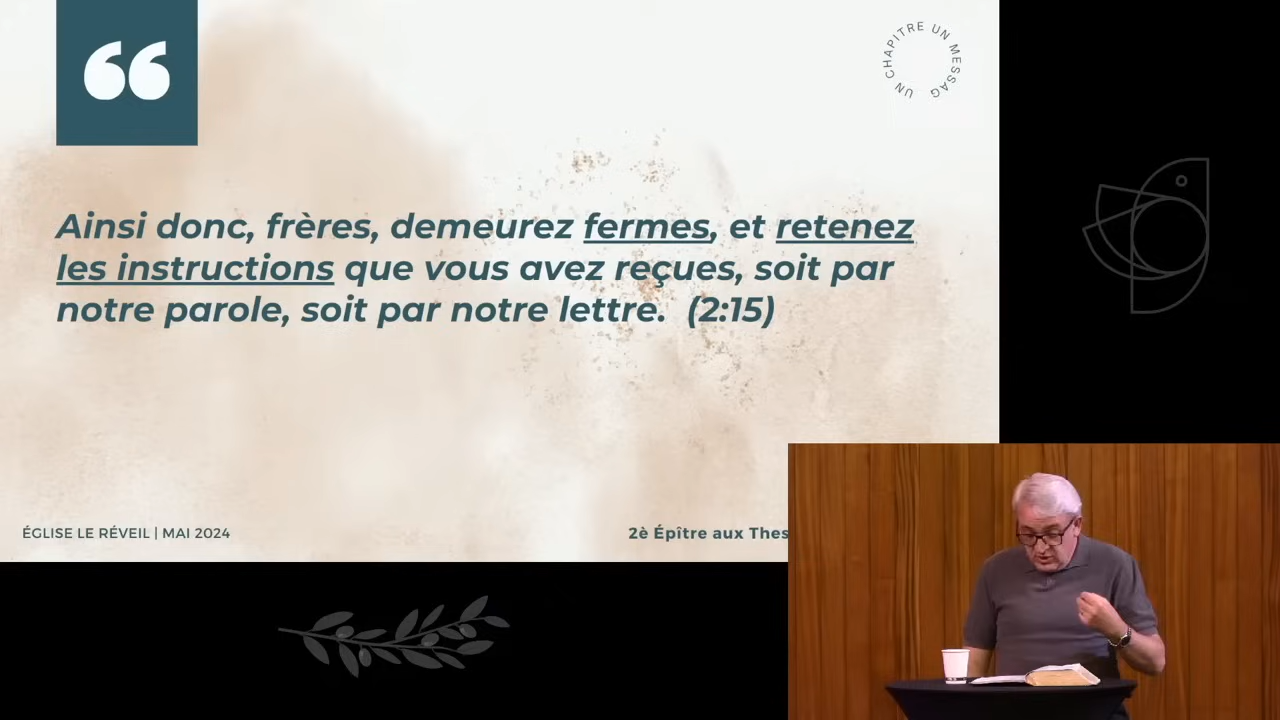 UN CHAPITRE UN MESSAG
Ainsi donc, frères, demeurez fermes, et retenez
les instructions que vous avez reçues, soit par
notre parole, soit par notre lettre. (2:15)
ÉGLISE LE RÉVEIL | MAI 2024
2è Épître aux Thes